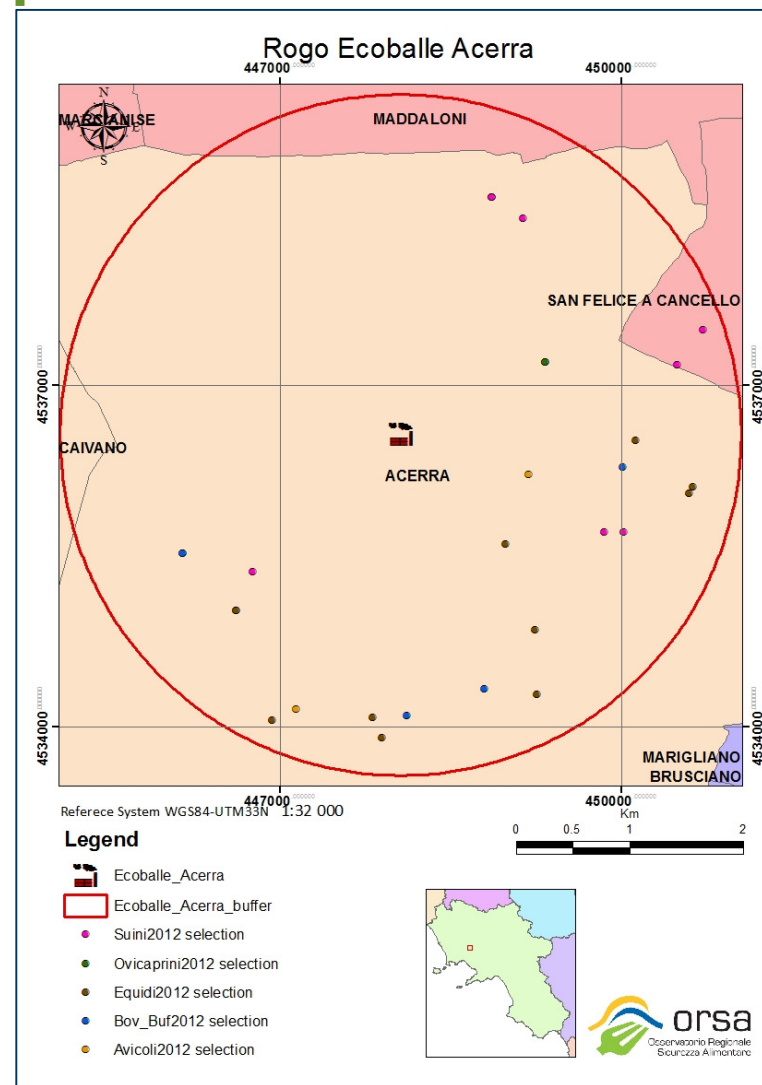 Rogo Ecoballe Acerra
447000
450000
N
W
E
S
MARCIANISE
MADDALONI
SAN FELICE A CANCELLO
4537000
4537000
CAIVANO
ACERRA
4534000
4534000
MARIGLIANO
BRUSCIANO
447000
450000
Referece System WGS84-UTM33N 1:32 000
Km
0 0.5 1 2
Legend
Ecoballe_Acerra
Ecoballe_Acerra_buffer
Suini2012 selection
Ovicaprini2012 selection
Equidi2012 selection
Bov_Buf2012 selection
Avicoli2012 selection
orsa
Osservatorio Regionale
Sicurezza Alimentare